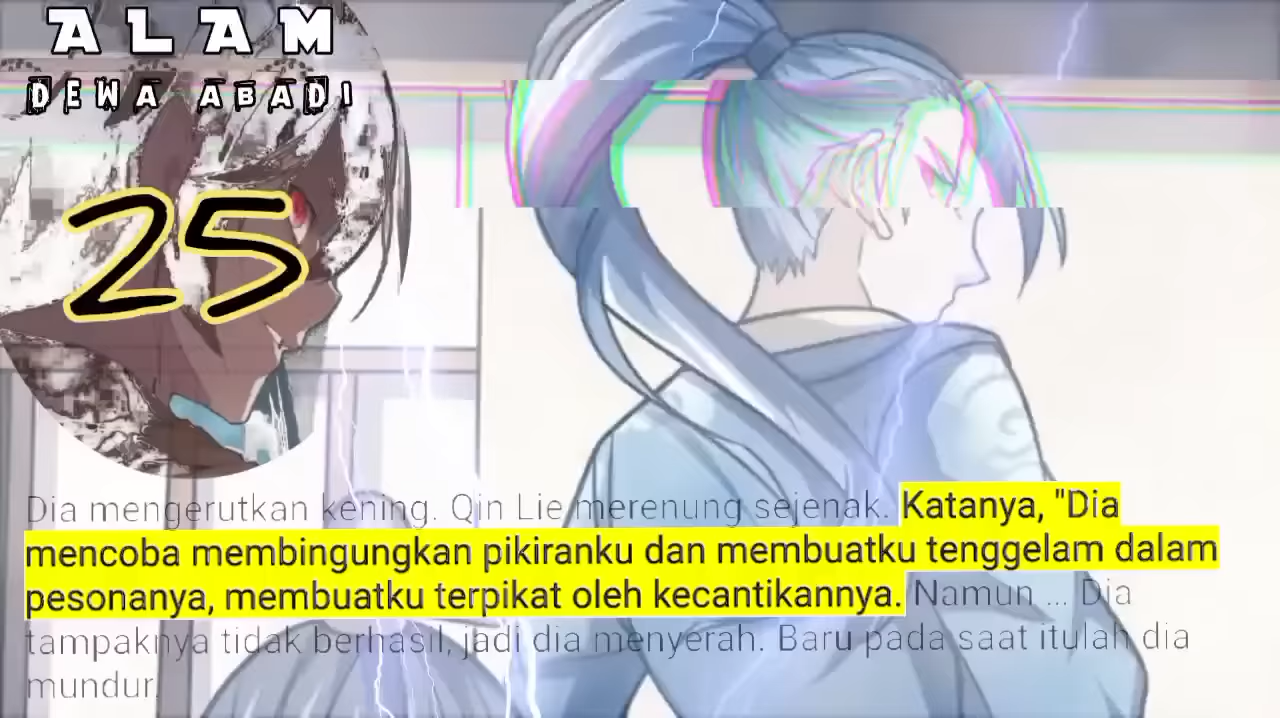 ALAM
DEWA ABADI
25
Dia mengerutkan kening. Qin Lie merenung sejenak. Katanya, "Dia
mencoba membingungkan pikiranku dan membuatku tenggelam dalam
pesonanya, membuatku terpikat oleh kecantikannya. Namun ... Dia
tampaknya tidak berhasil, jadi dia menyerah. Baru pada saat itulah dia
mundur.